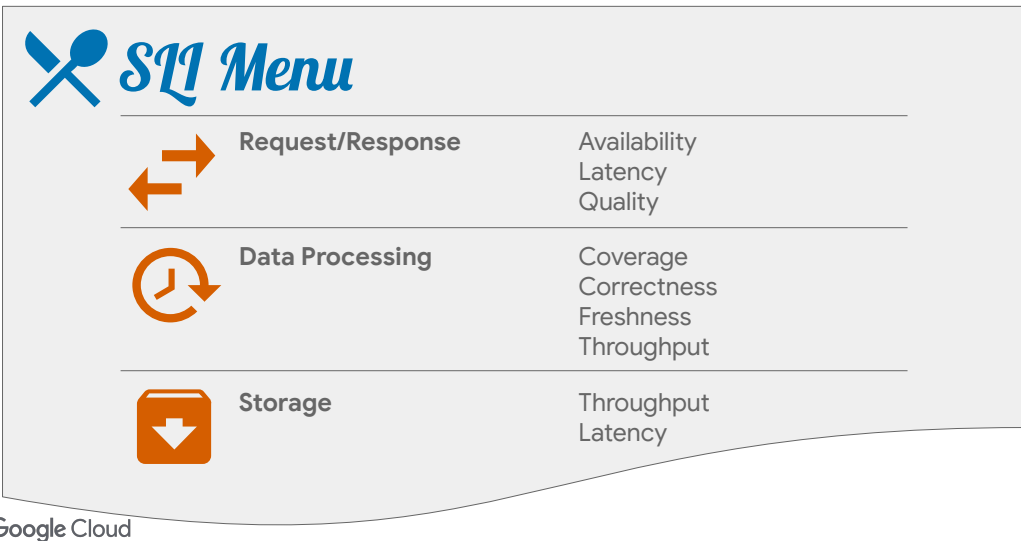 SLI Menu
Request/Response
Availability
Latency
Quality
Data Processing
Coverage
Correctness
Freshness
Throughput
Storage
Throughput
Latency
Google Cloud